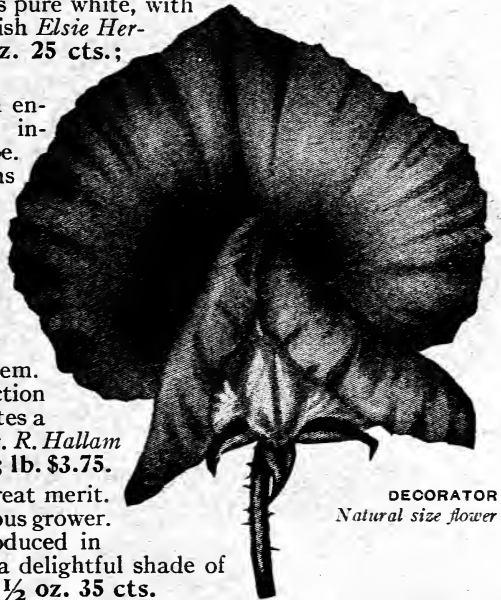 s pure white, with
ish Elsie Her-
z. 25 cts.;
en-
in-
e.
as
em.
ction
tes a
. R. Hallam
; lb. $3.75.
reat merit.
ous grower.
oduced in
a delightful shade of
½ oz. 35 cts.
DECORATOR
Natural size flower